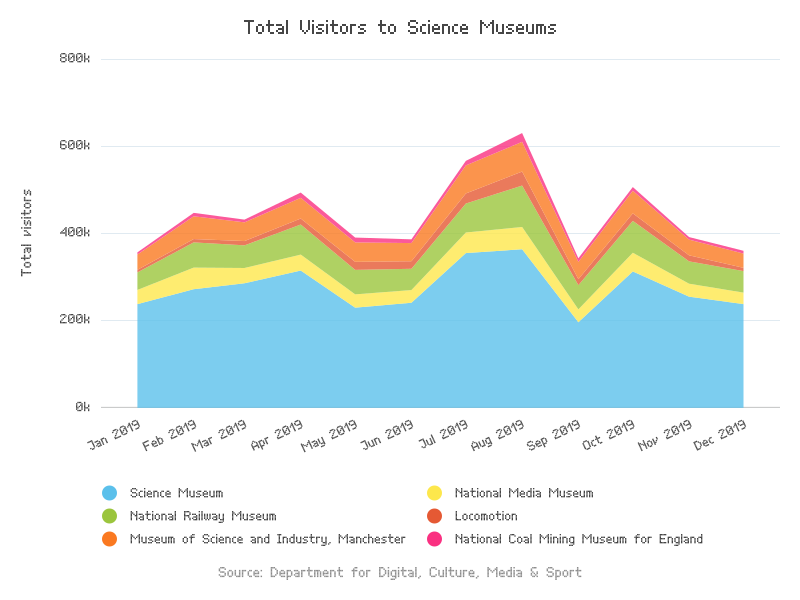 Total Visitors to Science Museums
800k
600k
400k
200k
0k
Total visitors
Jan 2019
Feb 2019
Mar 2019
Apr 2019
May 2019
Jun 2019
Jul 2019
Aug 2019
Sep 2019
Oct 2019
Nov 2019
Dec 2019
Science Museum
National Media Museum
National Railway Museum
Locomotion
Museum of Science and Industry, Manchester
National Coal Mining Museum for England
Source: Department for Digital, Culture, Media & Sport